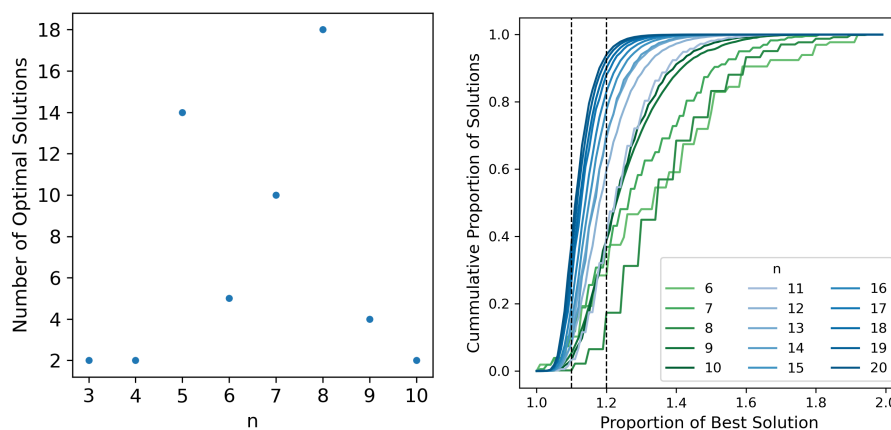 Number of Optimal Solutions
18
16
14
12
10
8
6
4
2
3 4 5 6 7 8 9 10
n
Cummulative Proportion of Solutions
1.0
0.8
0.6
0.4
0.2
0.0
1.0 1.2 1.4 1.6 1.8 2.0
Proportion of Best Solution
n
6 11 16
7 12 17
8 13 18
9 14 19
10 15 20